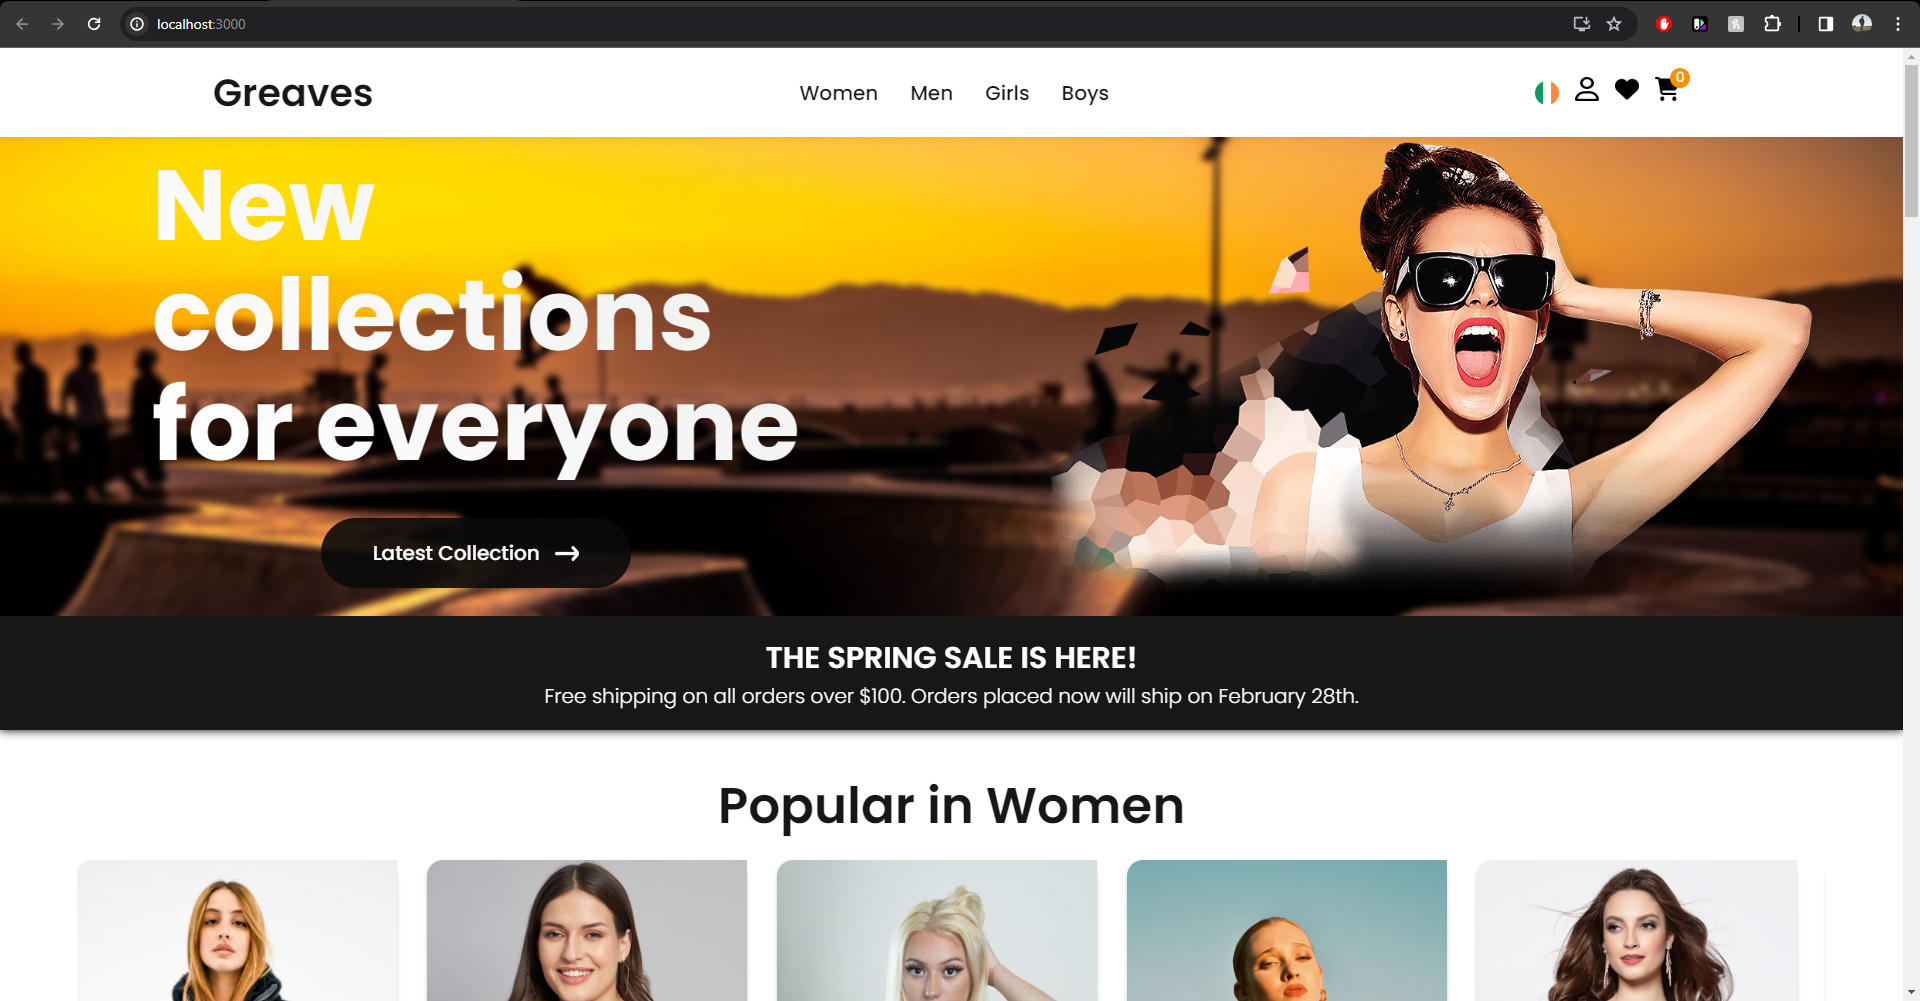 localhost:3000
Greaves
Women Men Girls Boys
0
New
collections
for everyone
Latest Collection →
THE SPRING SALE IS HERE!
Free shipping on all orders over $100. Orders placed now will ship on February 28th.
Popular in Women